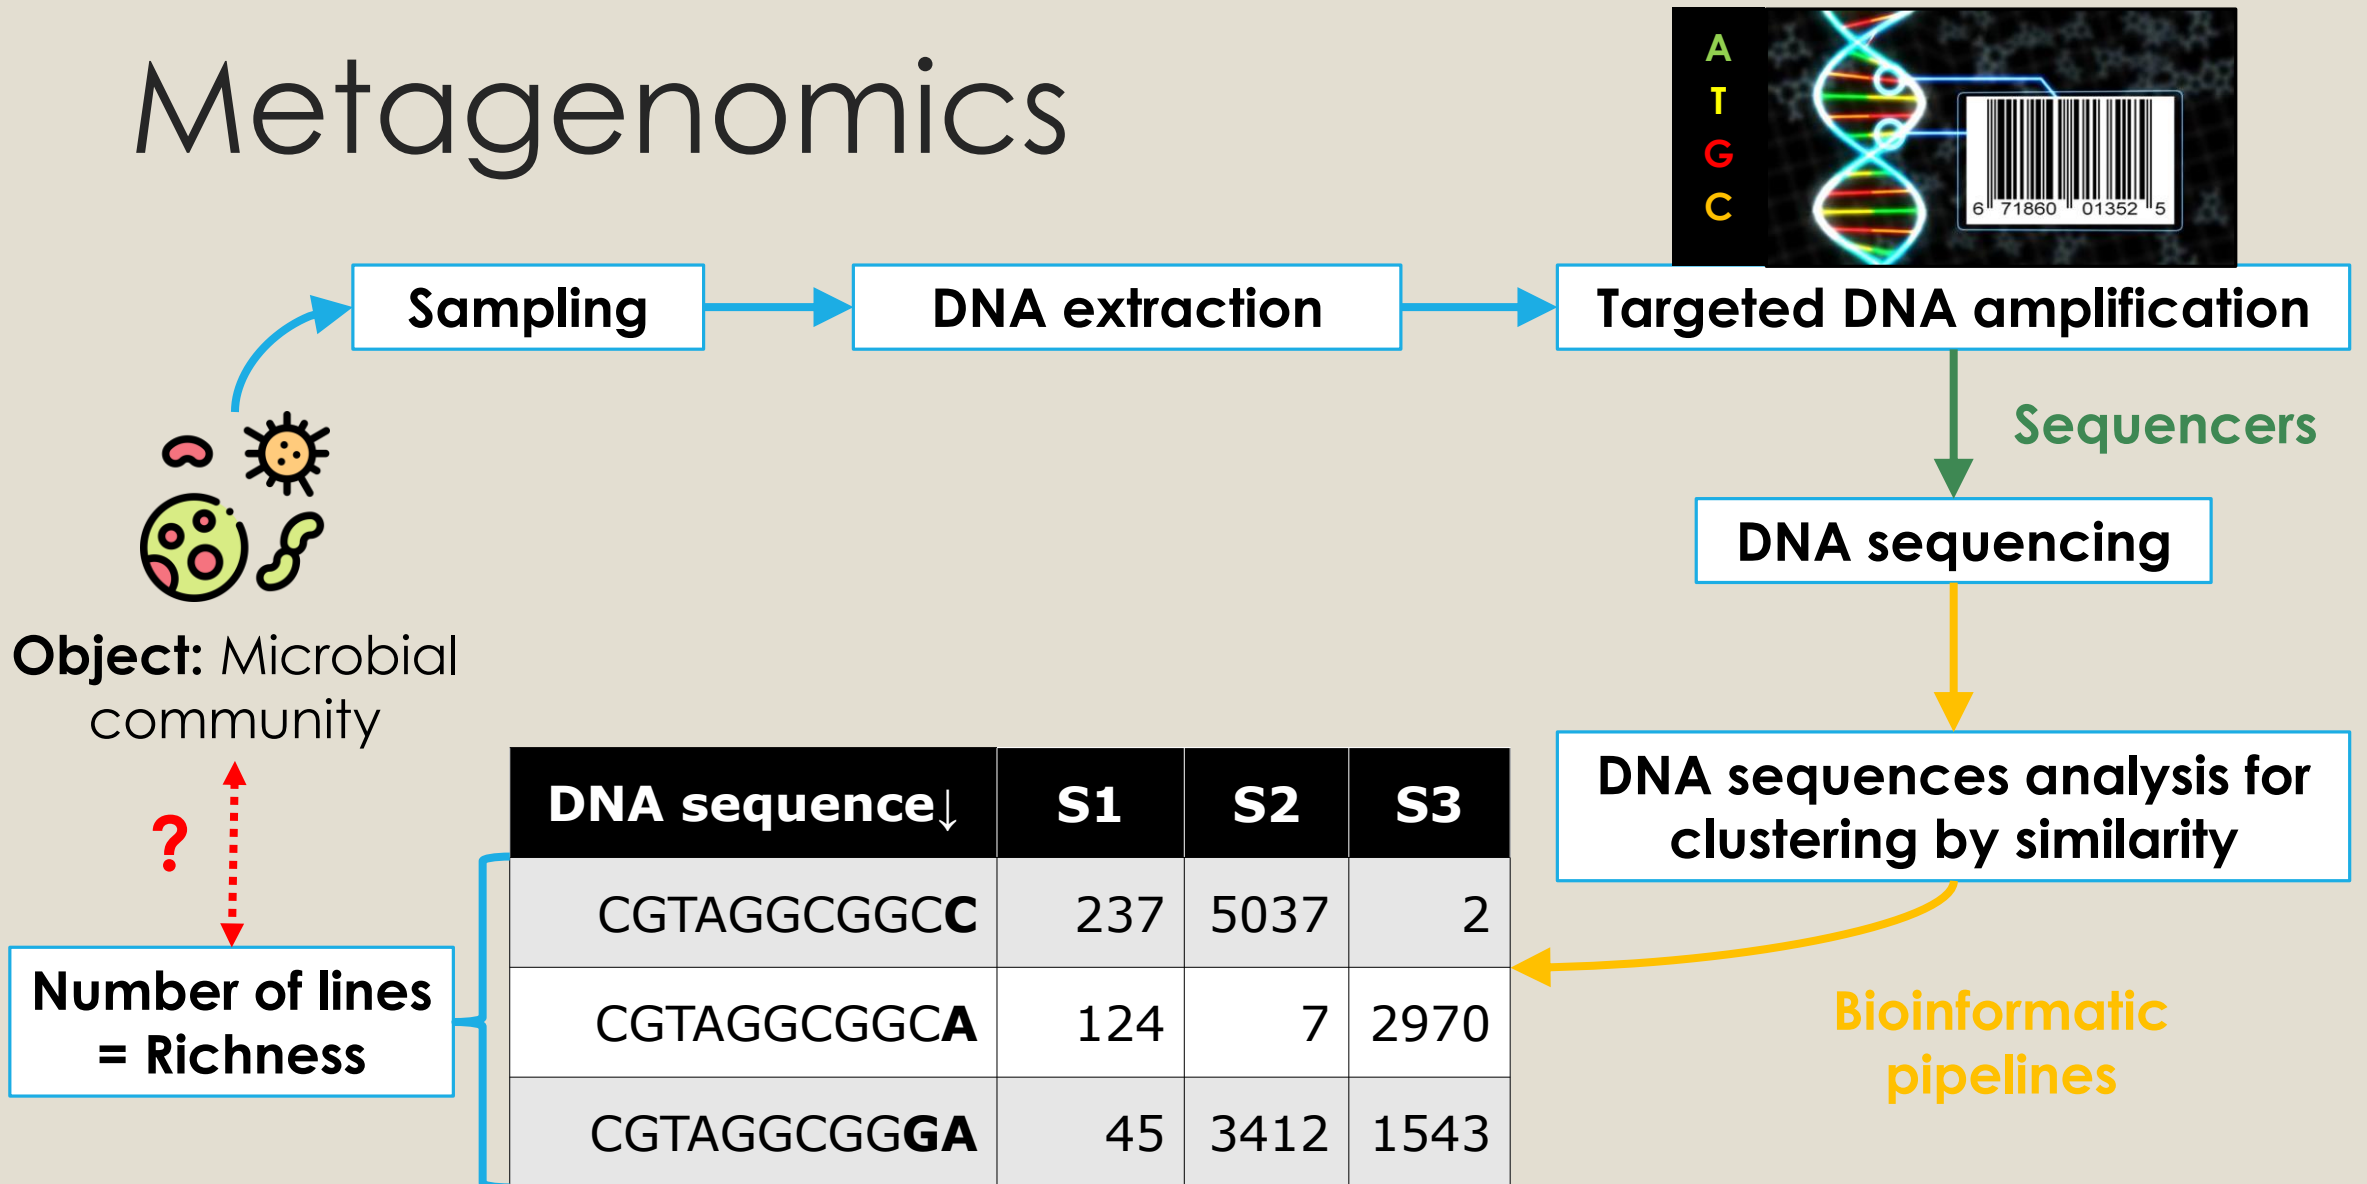 Metagenomics
A
T
G
C
6 71860 01352 5
Sampling
DNA extraction
Targeted DNA amplification
Sequencers
DNA sequencing
Object: Microbial
community
DNA sequences analysis for
clustering by similarity
?
DNA sequence↓ S1 S2 S3
CGTAGGCGGCC 237 5037 2
CGTAGGCGGCA 124 7 2970
CGTAGGCGGGA 45 3412 1543
Number of lines
= Richness
Bioinformatic
pipelines